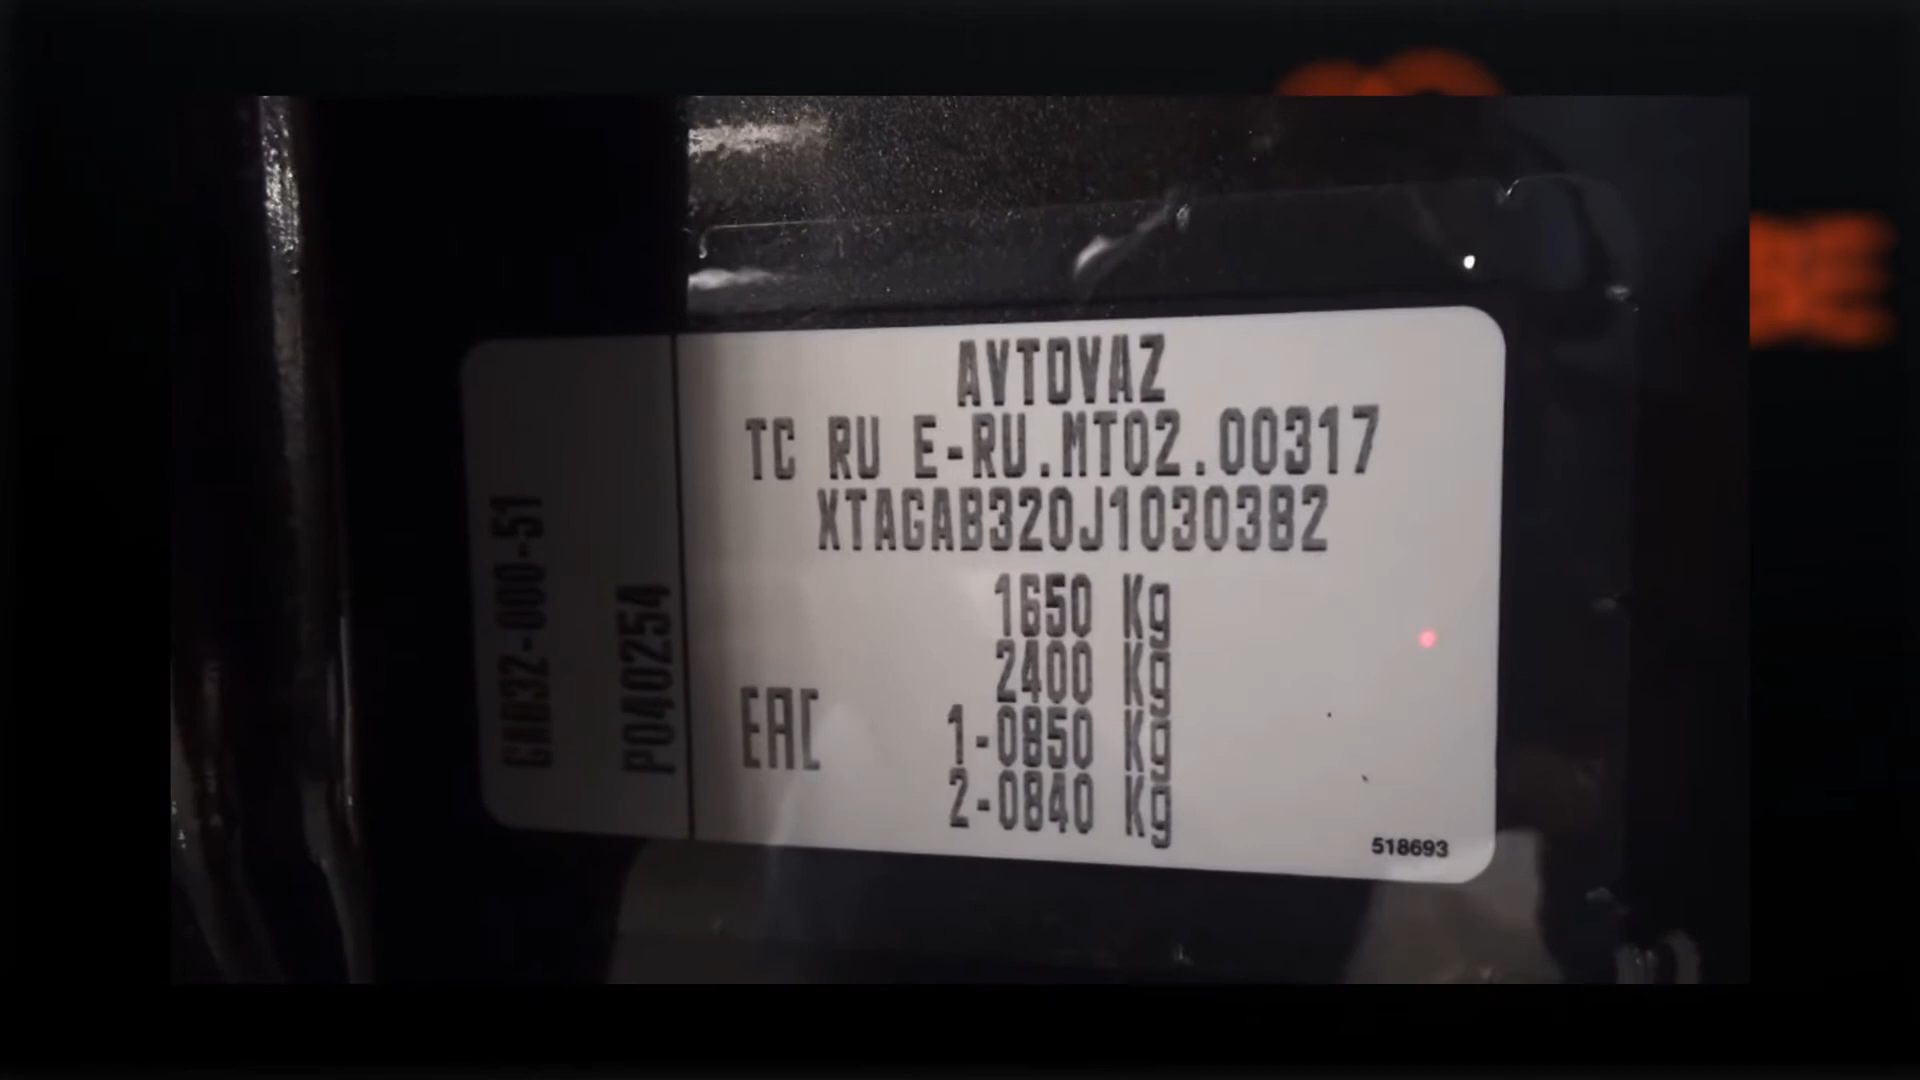 AVTOVAZ
TC RU E-RU.MT02.00317
XTAGAB320J1030382
1650 Kg
2400 Kg
1-0850 Kg
2-0840 Kg
EAC
518693
GAB32-000-51
P040254